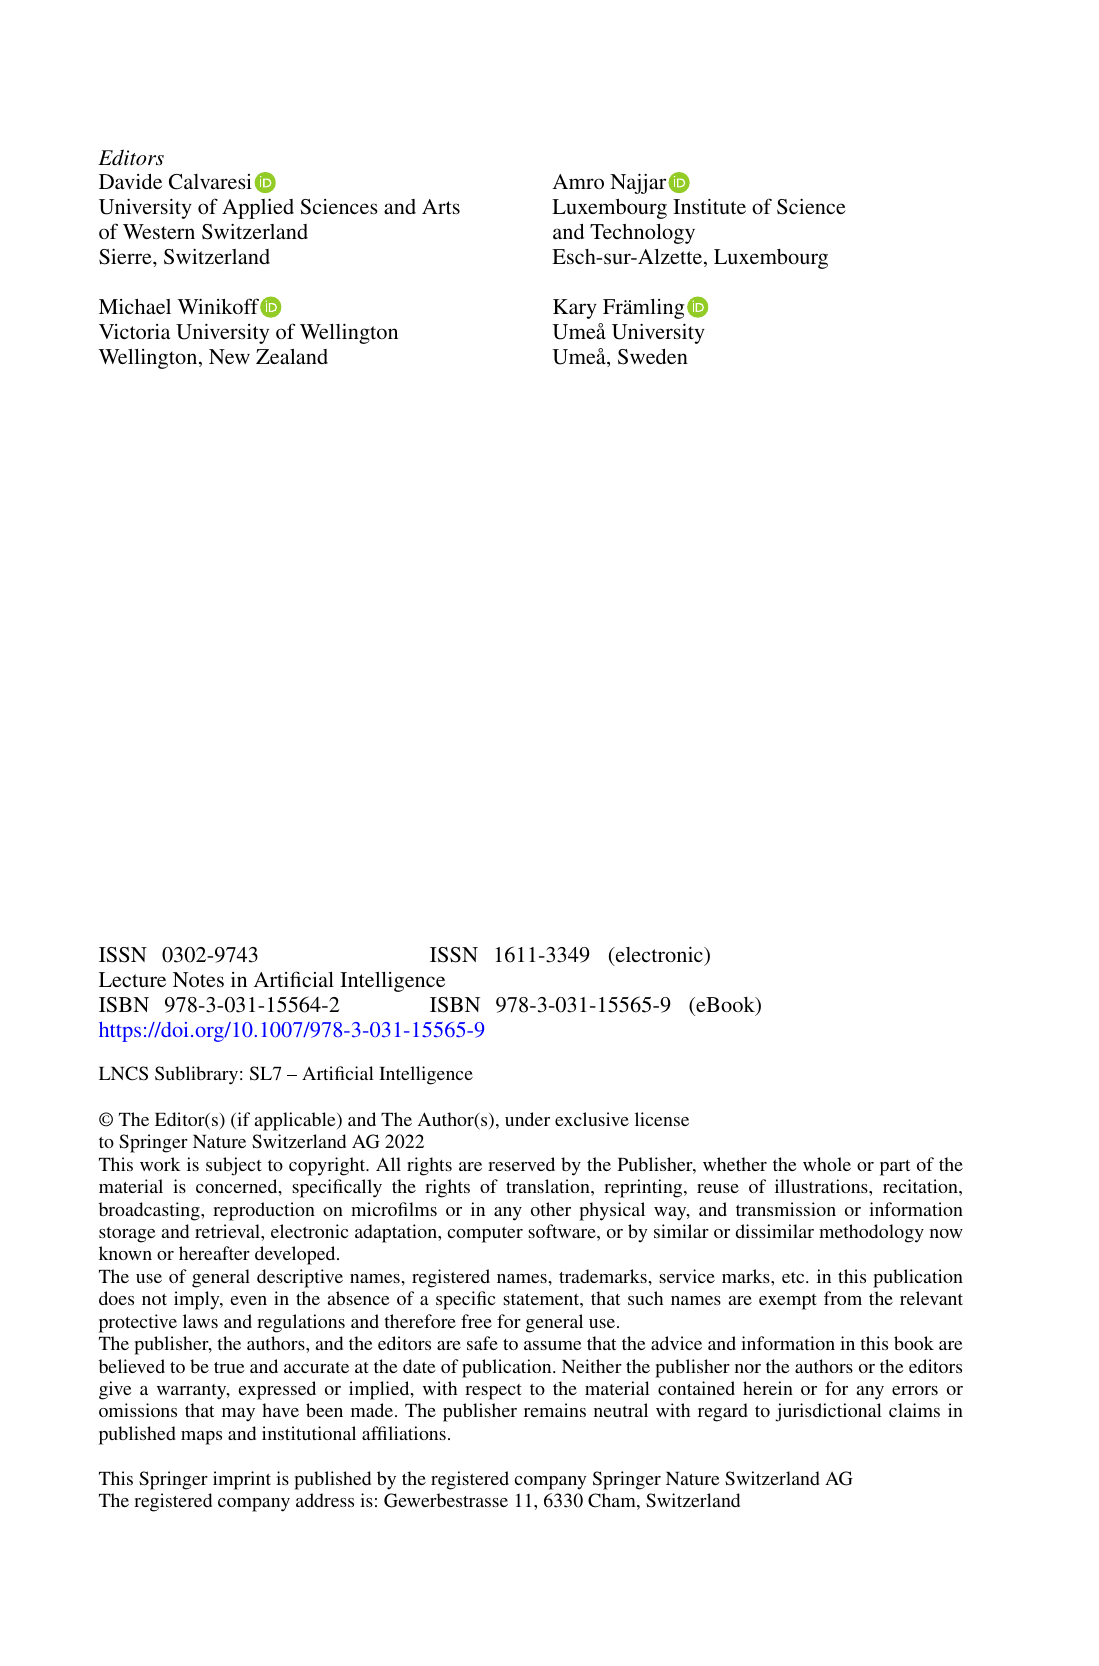 Editors
Davide Calvaresi
University of Applied Sciences and Arts
of Western Switzerland
Sierre, Switzerland
Amro Najjar
Luxembourg Institute of Science
and Technology
Esch-sur-Alzette, Luxembourg
Michael Winikoff
Victoria University of Wellington
Wellington, New Zealand
Kary Främling
Umeå University
Umeå, Sweden
ISSN 0302-9743 ISSN 1611-3349 (electronic)
Lecture Notes in Artificial Intelligence
ISBN 978-3-031-15564-2 ISBN 978-3-031-15565-9 (eBook)
https://doi.org/10.1007/978-3-031-15565-9
LNCS Sublibrary: SL7 – Artificial Intelligence
© The Editor(s) (if applicable) and The Author(s), under exclusive license
to Springer Nature Switzerland AG 2022
This work is subject to copyright. All rights are reserved by the Publisher, whether the whole or part of the
material is concerned, specifically the rights of translation, reprinting, reuse of illustrations, recitation,
broadcasting, reproduction on microfilms or in any other physical way, and transmission or information
storage and retrieval, electronic adaptation, computer software, or by similar or dissimilar methodology now
known or hereafter developed.
The use of general descriptive names, registered names, trademarks, service marks, etc. in this publication
does not imply, even in the absence of a specific statement, that such names are exempt from the relevant
protective laws and regulations and therefore free for general use.
The publisher, the authors, and the editors are safe to assume that the advice and information in this book are
believed to be true and accurate at the date of publication. Neither the publisher nor the authors or the editors
give a warranty, expressed or implied, with respect to the material contained herein or for any errors or
omissions that may have been made. The publisher remains neutral with regard to jurisdictional claims in
published maps and institutional affiliations.
This Springer imprint is published by the registered company Springer Nature Switzerland AG
The registered company address is: Gewerbestrasse 11, 6330 Cham, Switzerland